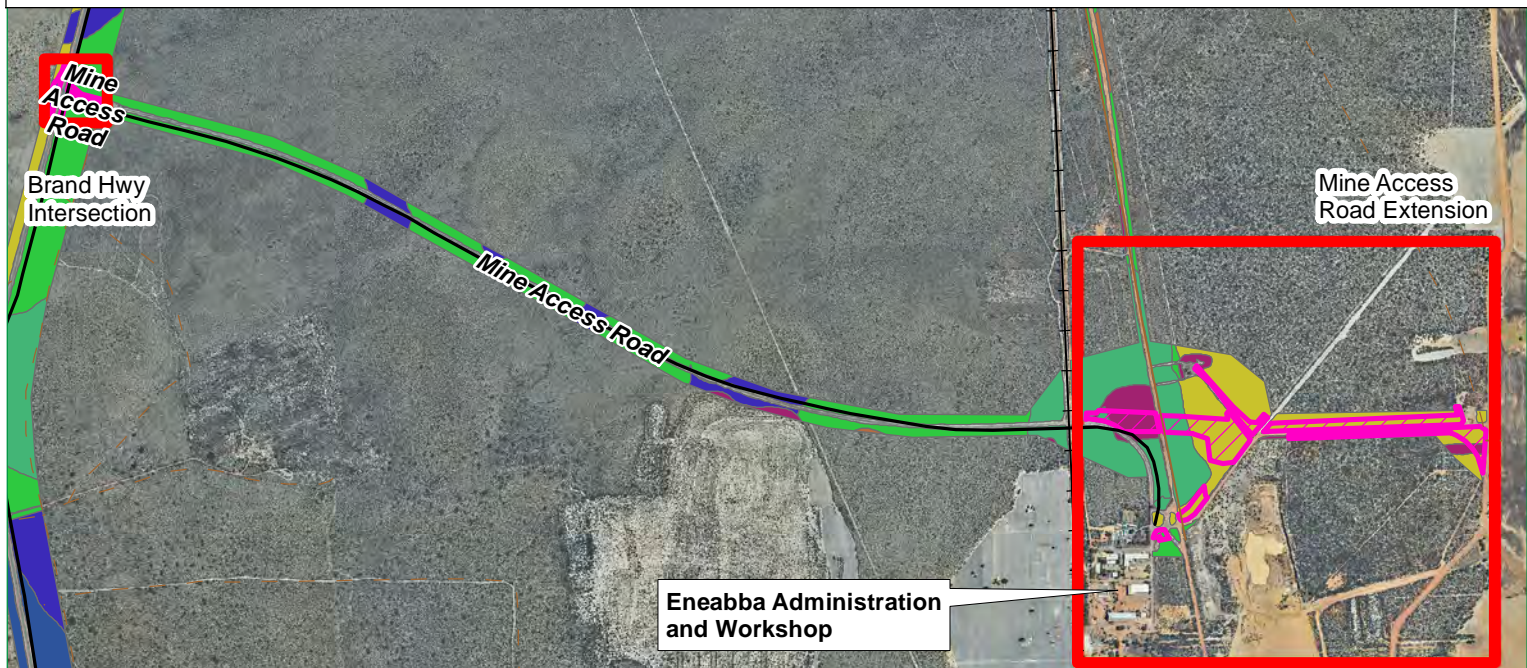 Mine
Access
Road
Brand Hwy
Intersection
Mine Access Road
Mine Access
Road Extension
Eneabba Administration
and Workshop